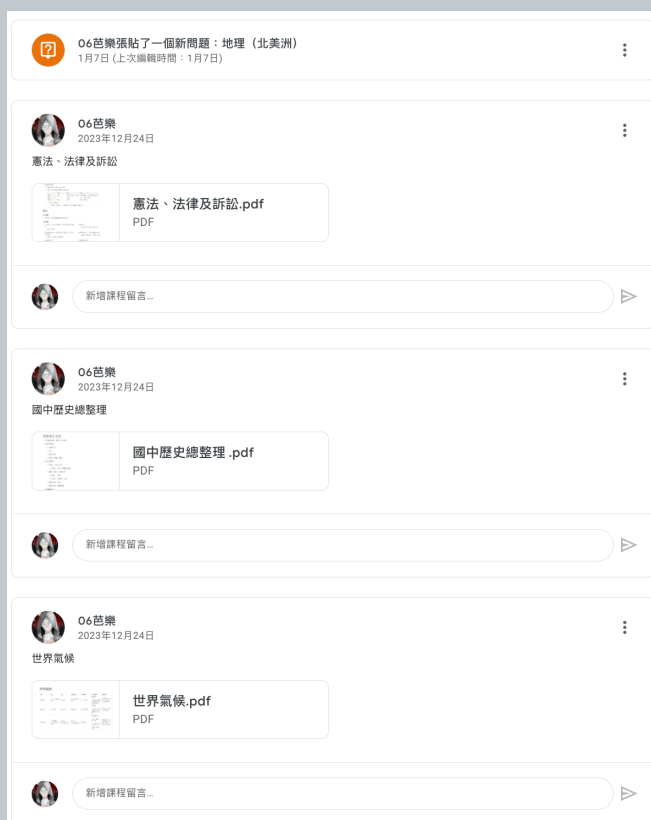 06芭樂張貼了一個新問題：地理（北美洲）
1月7日 (上次編輯時間：1月7日)
06芭樂
2023年12月24日
憲法、法律及訴訟
憲法、法律及訴訟.pdf
PDF
新增課程留言…
06芭樂
2023年12月24日
國中歷史總整理
國中歷史總整理 .pdf
PDF
新增課程留言…
06芭樂
2023年12月24日
世界氣候
世界氣候.pdf
PDF
新增課程留言…